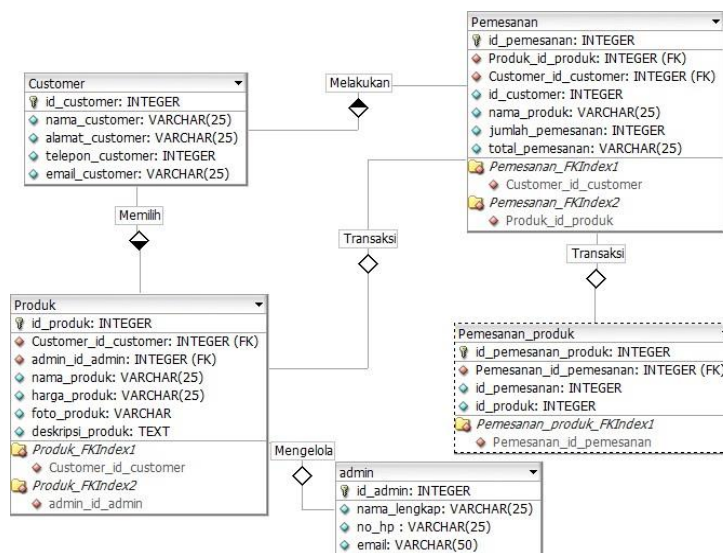 Customer
id_customer: INTEGER
nama_customer: VARCHAR(25)
alamat_customer: VARCHAR(25)
telepon_customer: INTEGER
email_customer: VARCHAR(25)
Melakukan
Pemesanan
id_pemesanan: INTEGER
Produk_id_produk: INTEGER (FK)
Customer_id_customer: INTEGER (FK)
id_customer: INTEGER
nama_produk: VARCHAR(25)
jumlah_pemesanan: INTEGER
total_pemesanan: VARCHAR(25)
Pemesanan_FKIndex1
Customer_id_customer
Pemesanan_FKIndex2
Produk_id_produk
Memilih
Transaksi
Transaksi
Produk
id_produk: INTEGER
Customer_id_customer: INTEGER (FK)
admin_id_admin: INTEGER (FK)
nama_produk: VARCHAR(25)
harga_produk: VARCHAR(25)
foto_produk: VARCHAR
deskripsi_produk: TEXT
Produk_FKIndex1
Customer_id_customer
Produk_FKIndex2
admin_id_admin
Pemesanan_produk
id_pemesanan_produk: INTEGER
Pemesanan_id_pemesanan: INTEGER (FK)
id_pemesanan: INTEGER
id_produk: INTEGER
Pemesanan_produk_FKIndex1
Pemesanan_id_pemesanan
Mengelola
admin
id_admin: INTEGER
nama_lengkap: VARCHAR(25)
no_hp : VARCHAR(25)
email: VARCHAR(50)